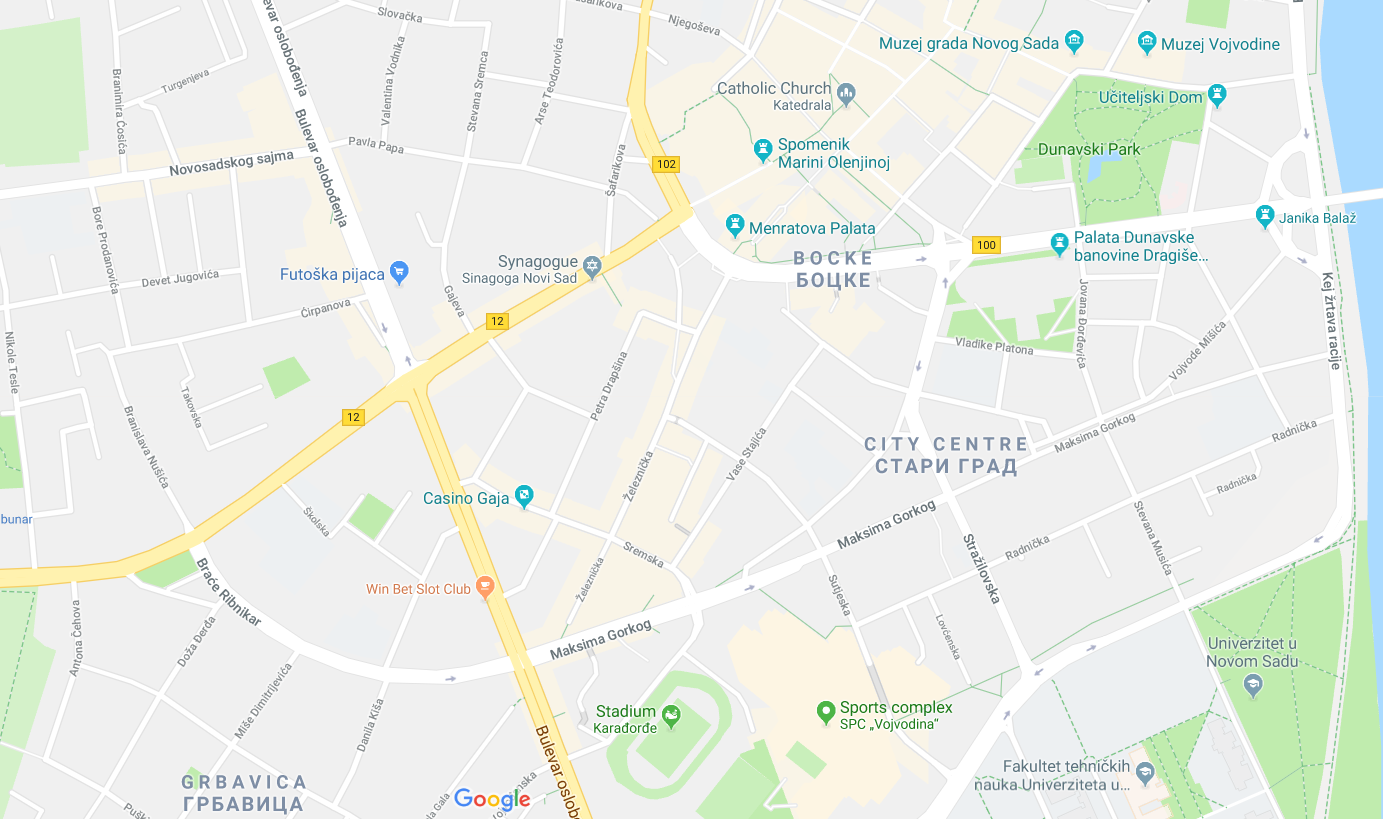 Slovačka
Njegoševa
Bulevar oslobođenja
Valentina Vodnika
Stevana Sremca
Arse Teodorovića
Branimira Ćosića
Turgenjeva
Muzej grada Novog Sada
Muzej Vojvodine
Catholic Church
Katedrala
Učiteljski Dom
Pavla Papa
Novosadskog sajma
Bulevar oslobođenja
Šafarikova
102
Spomenik
Marini Olenjinoj
Dunavski Park
Bore Prodanovića
Menratova Palata
Janika Balaž
100
Palata Dunavske
banovine Dragiše...
BOCKE
БОЦКЕ
Synagogue
Sinagoga Novi Sad
Futoška pijaca
Devet Jugovića
Ćirpanova
Gajeva
12
Jovana Đorđevića
Kej žrtava racije
Nikole Tesle
Vladike Platona
Vojvode Mišića
Petra Drapšina
Takovska
12
Branislava Nušića
Maksima Gorkog
Radnička
CITY CENTRE
СТАРИ ГРАД
Vase Stajića
Železnička
Radnička
Casino Gaja
Školska
bunar
Maksima Gorkog
Stevana Musića
Stražilovska
Radnička
Sremska
Železnička
Win Bet Slot Club
Braće Ribnikar
Sutjeska
Lovćenska
Antona Čehova
Doža Đerđa
Maksima Gorkog
Univerzitet u
Novom Sadu
Miše Dimitrijevića
Danila Kiša
Stadium
Karađorđe
Sports complex
SPC „Vojvodina“
Fakultet tehničkih
nauka Univerziteta u...
GRBAVICA
ГРБАВИЦА
Google